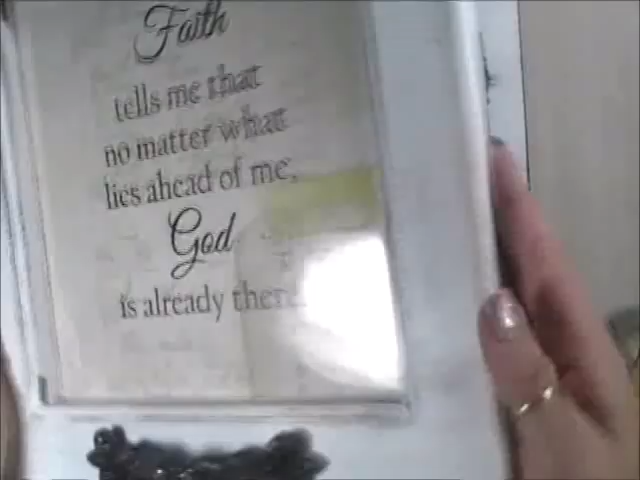 Faith
tells me that
no matter what
lies ahead of me,
God
is already there